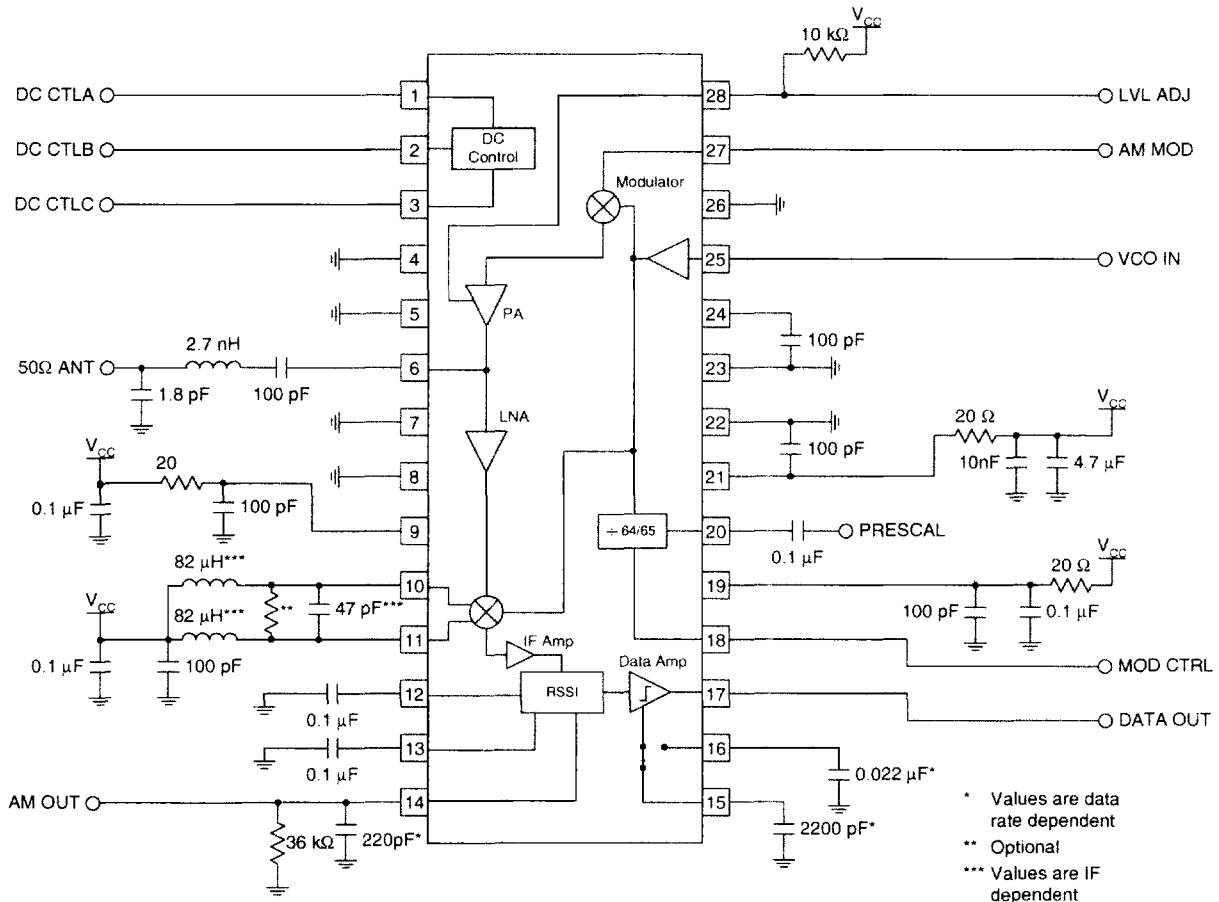 V_CC
10 kΩ
DC CTLA
1
28
LVL ADJ
DC Control
DC CTLB
2
27
AM MOD
Modulator
DC CTLC
3
26
4
25
VCO IN
5
PA
24
100 pF
2.7 nH
50Ω ANT
6
23
1.8 pF
100 pF
LNA
7
22
V_CC
20 Ω
100 pF
V_CC
20
8
21
10nF
4.7 µF
0.1 µF
100 pF
9
÷ 64/65
20
PRESCAL
0.1 µF
82 µH***
10
19
V_CC
20 Ω
**
47 pF***
V_CC
82 µH***
11
18
100 pF
0.1 µF
0.1 µF
100 pF
IF Amp
Data Amp
MOD CTRL
12
RSSI
17
DATA OUT
0.1 µF
13
16
0.1 µF
0.022 µF*
AM OUT
14
15
36 kΩ
220pF*
2200 pF*
* Values are data
rate dependent
** Optional
*** Values are IF
dependent